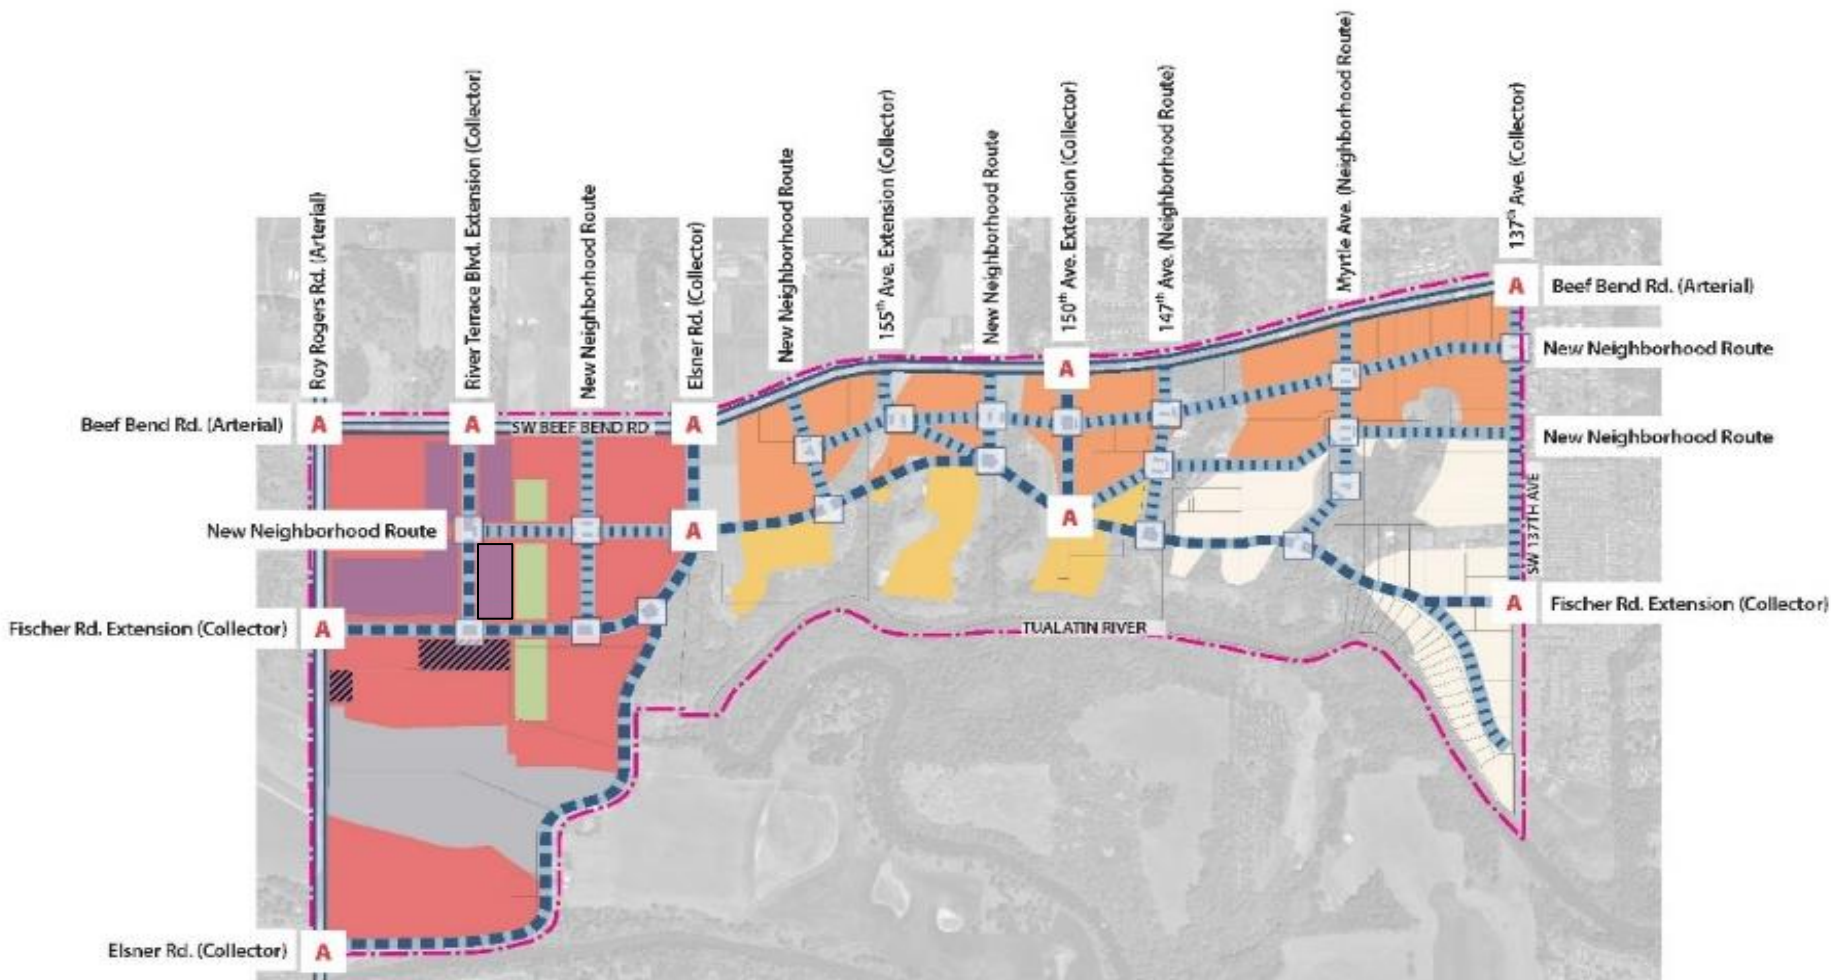 Roy Rogers Rd. (Arterial)
River Terrace Blvd. Extension (Collector)
New Neighborhood Route
Elsner Rd. (Collector)
New Neighborhood Route
155th Ave. Extension (Collector)
New Neighborhood Route
150th Ave. Extension (Collector)
147th Ave. (Neighborhood Route)
Myrtle Ave. (Neighborhood Route)
137th Ave. (Collector)
A
Beef Bend Rd. (Arterial)
New Neighborhood Route
A
Beef Bend Rd. (Arterial)
A
A
SW BEEF BEND RD
A
New Neighborhood Route
New Neighborhood Route
A
A
SW 137TH AVE
Fischer Rd. Extension (Collector)
A
TUALATIN RIVER
A
Fischer Rd. Extension (Collector)
Elsner Rd. (Collector)
A